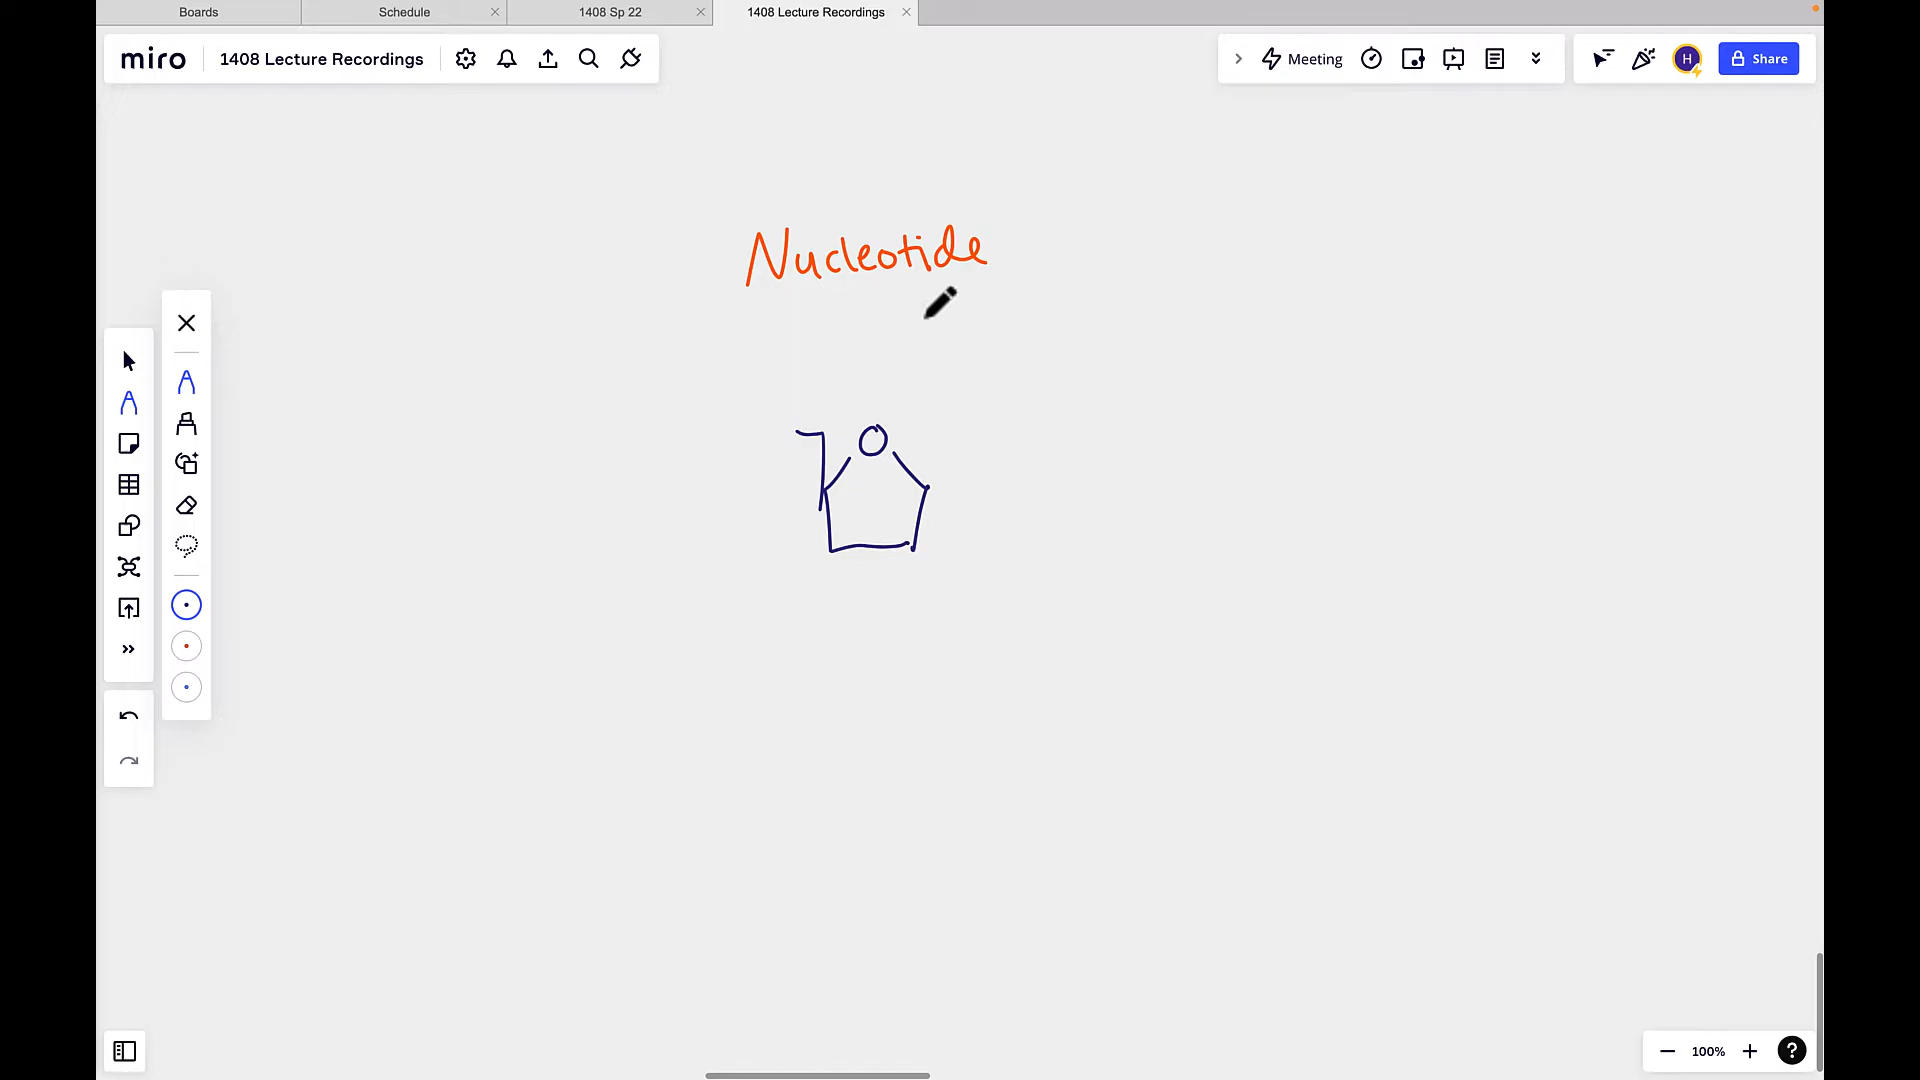 Boards Schedule 1408 Sp 22 1408 Lecture Recordings
miro 1408 Lecture Recordings Meeting H Share
Nucleotide
O
100% ?